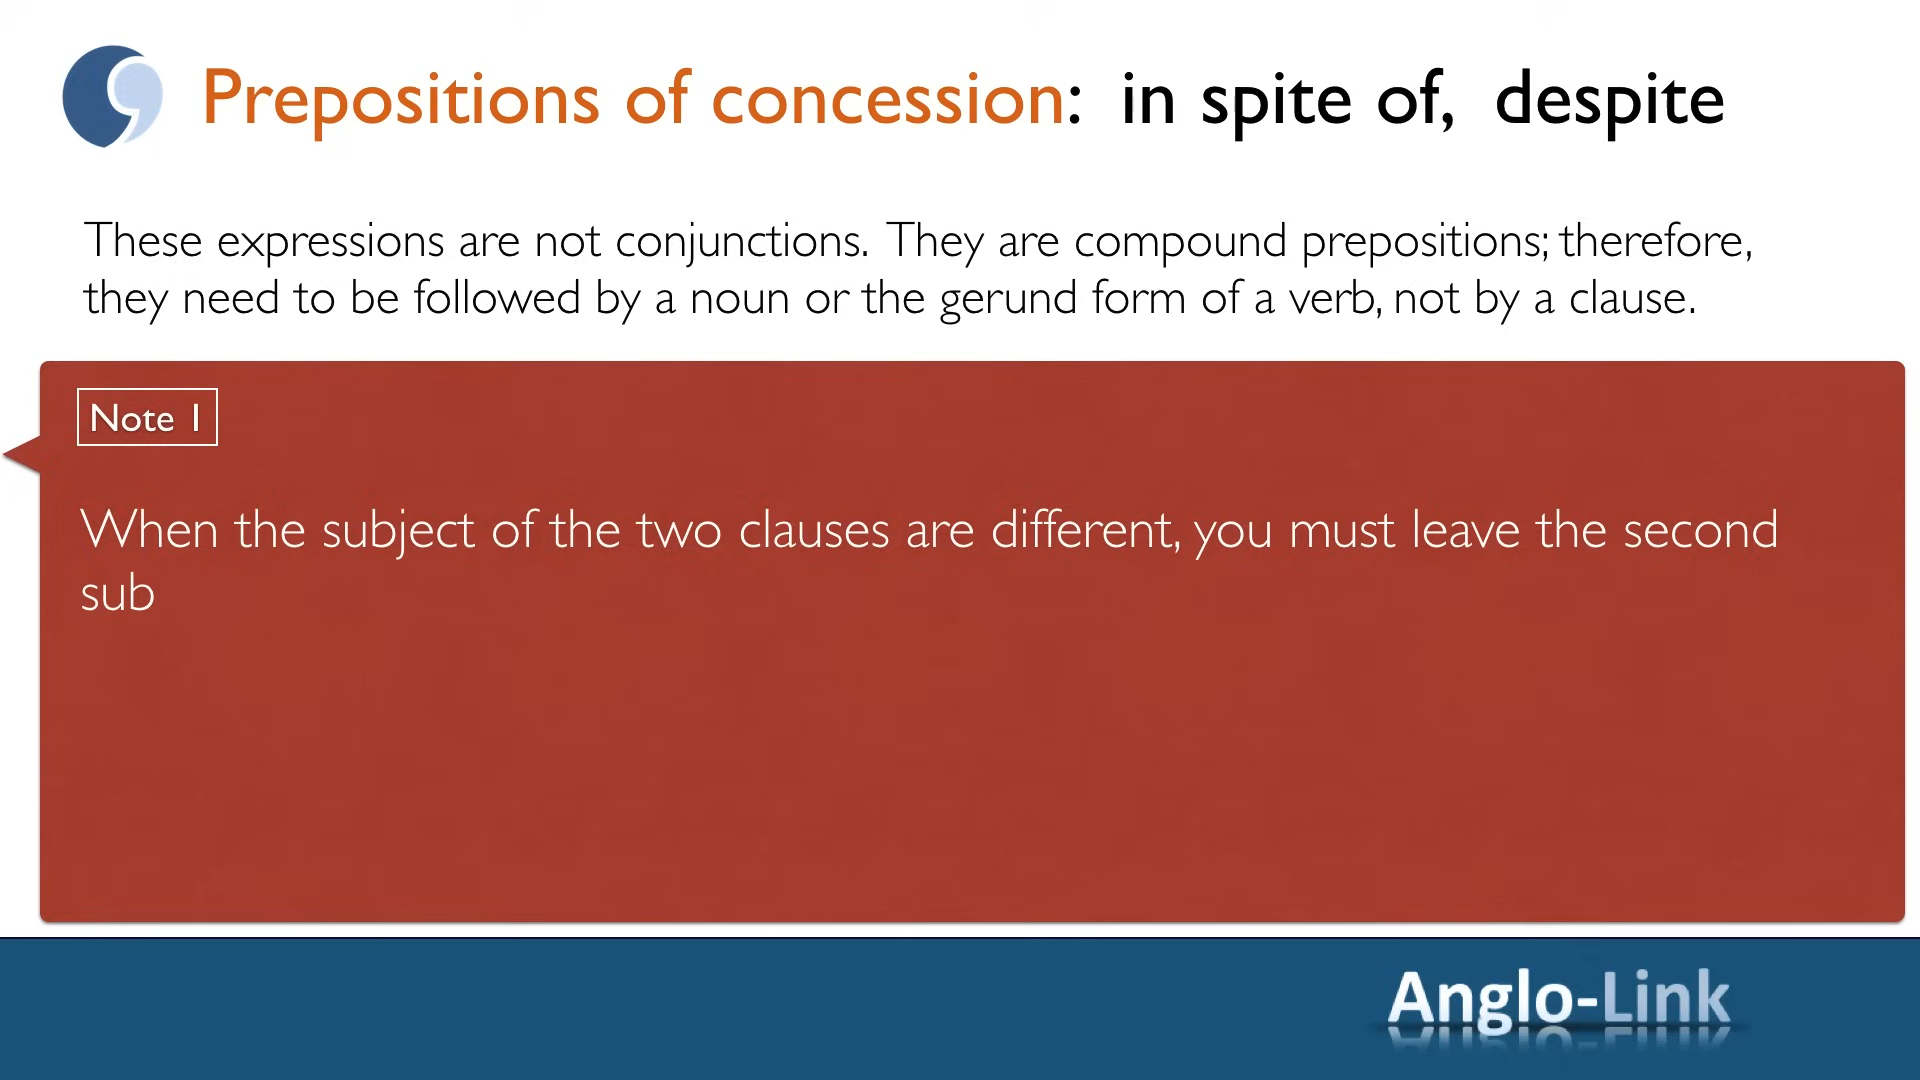 Prepositions of concession: in spite of, despite
These expressions are not conjunctions. They are compound prepositions; therefore,
they need to be followed by a noun or the gerund form of a verb, not by a clause.
Note 1
When the subject of the two clauses are different, you must leave the second
sub
Anglo-Link